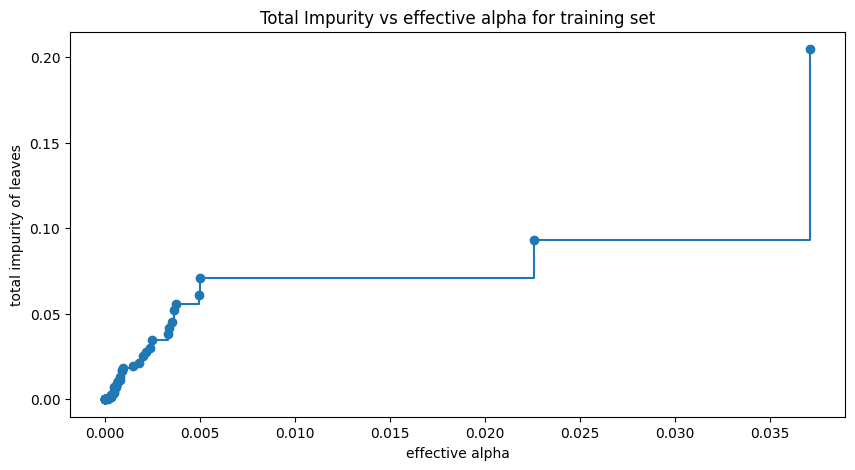 Total Impurity vs effective alpha for training set
total impurity of leaves
0.20
0.15
0.10
0.05
0.00
0.000 0.005 0.010 0.015 0.020 0.025 0.030 0.035
effective alpha